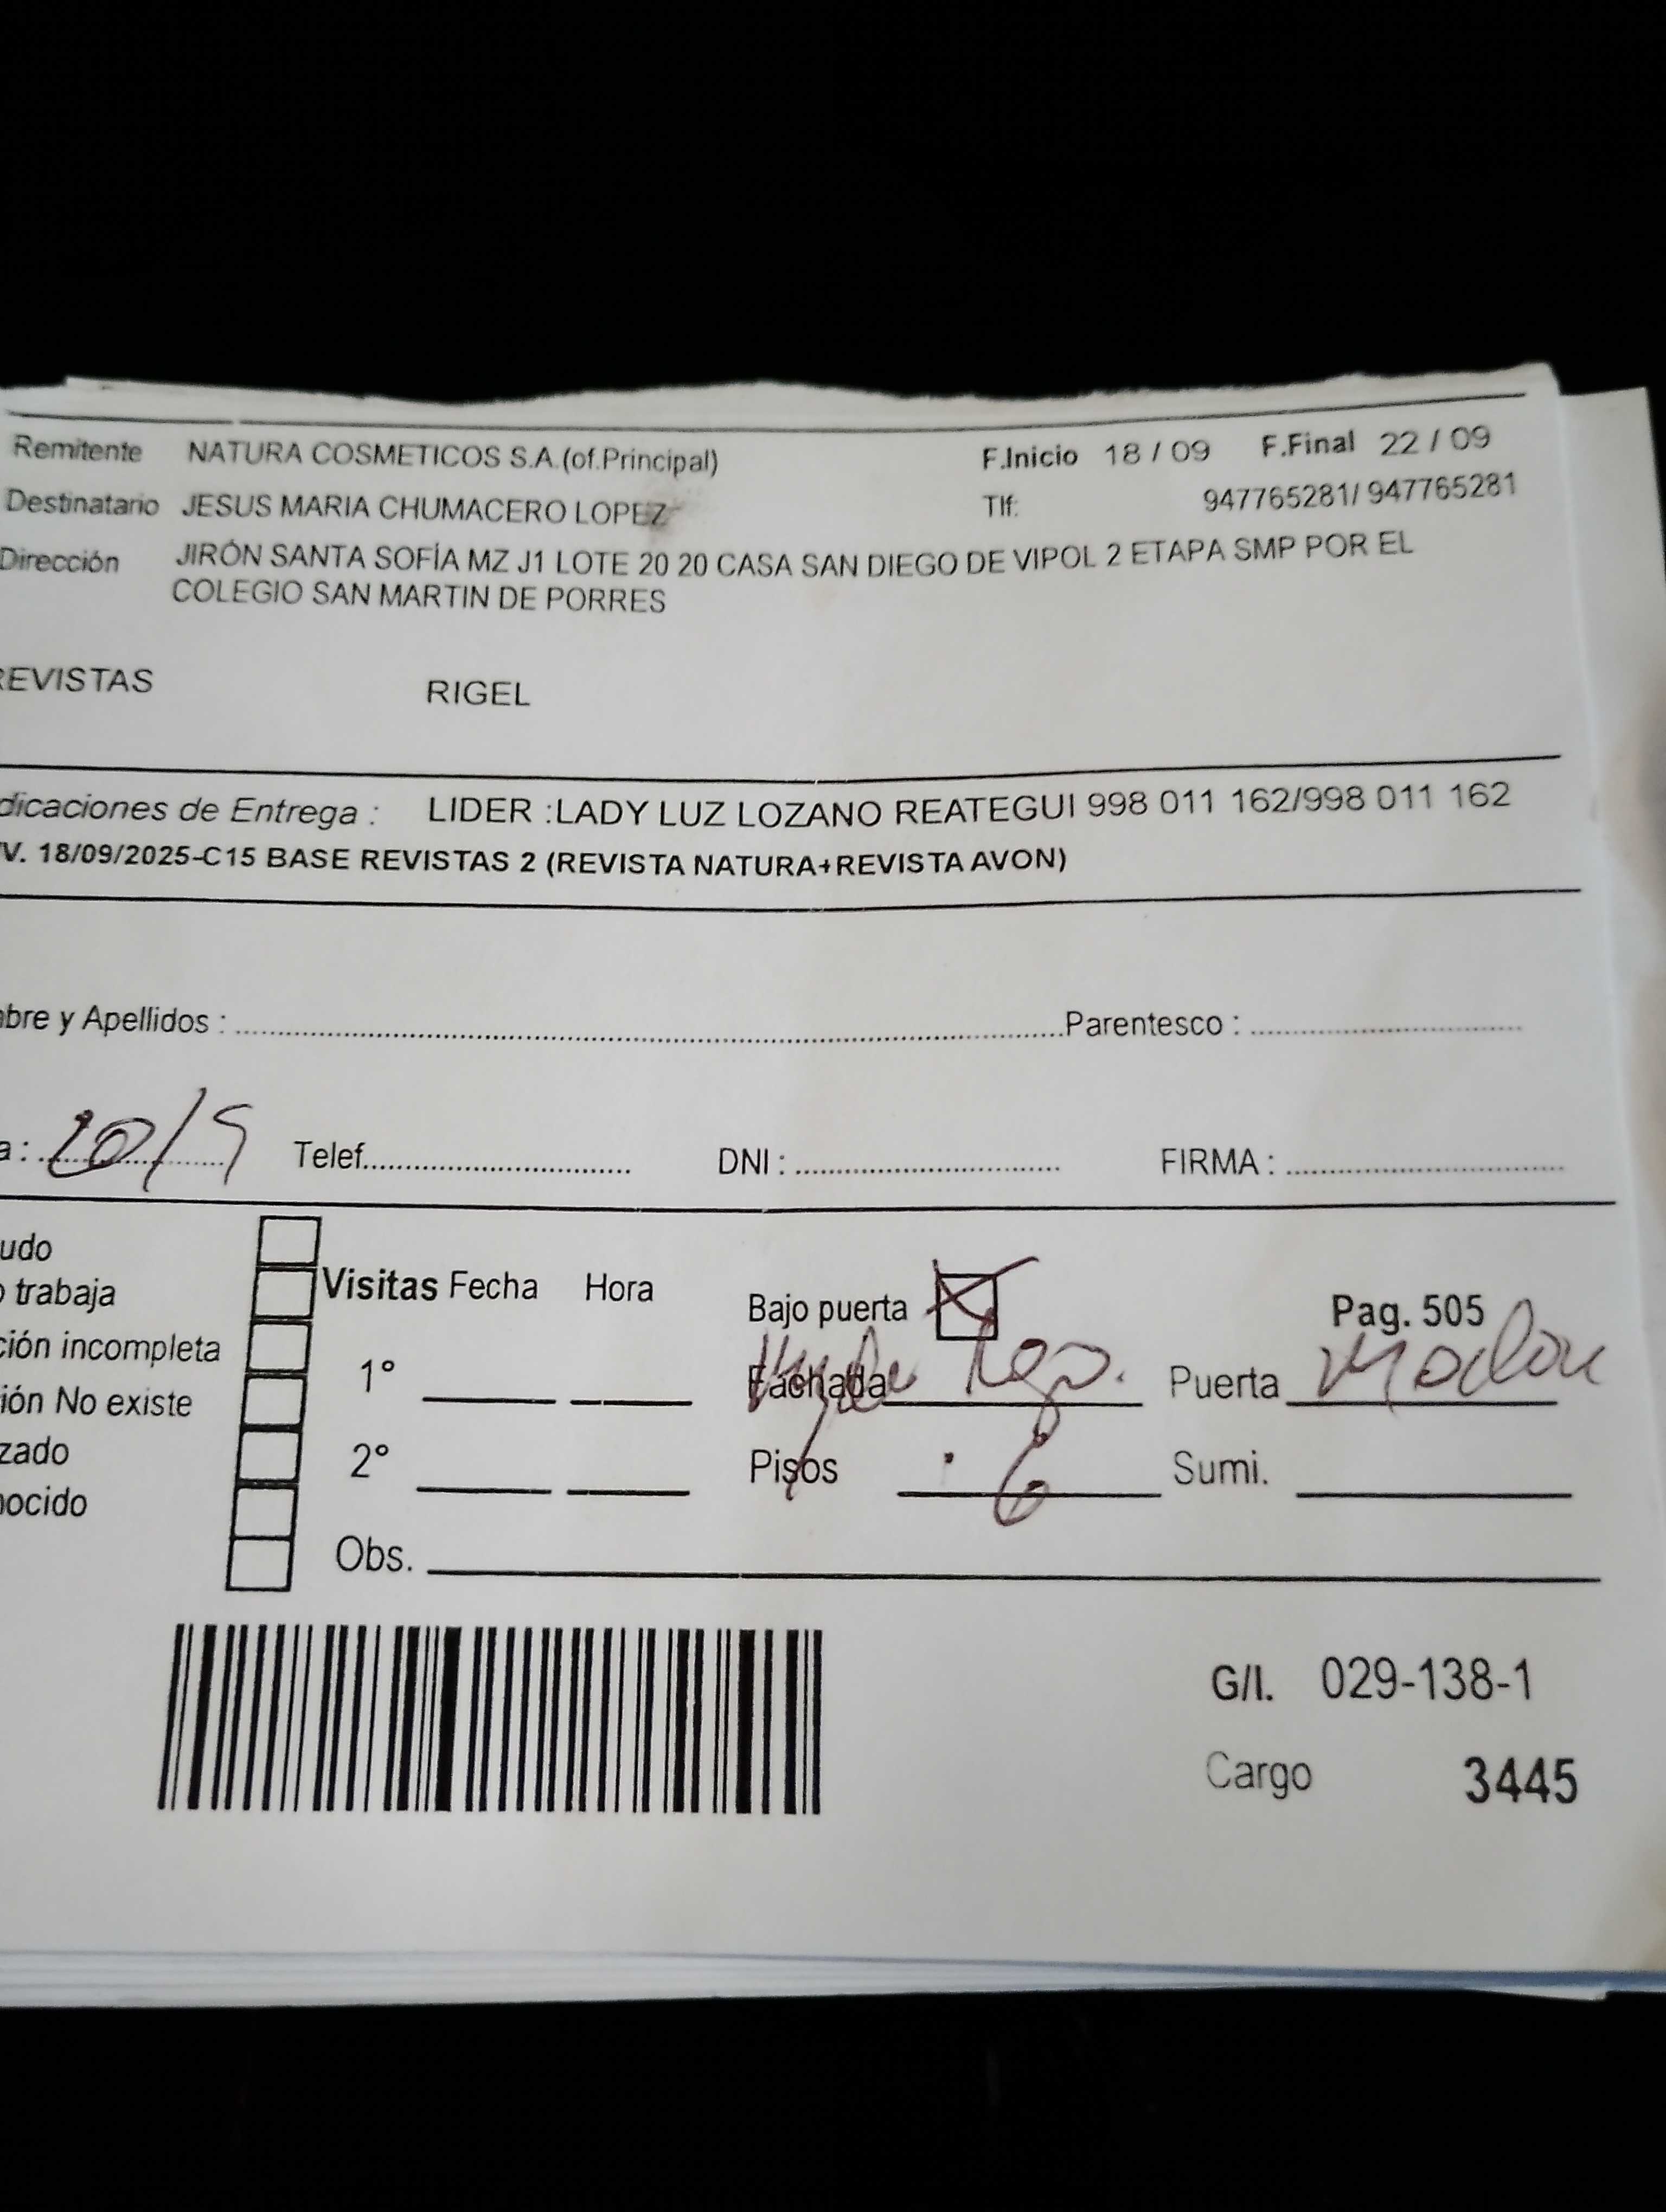 Remitente NATURA COSMETICOS S.A.(of.Principal) F.Inicio 18 / 09 F.Final 22 / 09
Destinatario JESUS MARIA CHUMACERO LOPEZ Tlf: 947765281/ 947765281
Dirección JIRÓN SANTA SOFÍA MZ J1 LOTE 20 20 CASA SAN DIEGO DE VIPOL 2 ETAPA SMP POR EL
COLEGIO SAN MARTIN DE PORRES
REVISTAS RIGEL
dicaciones de Entrega : LIDER :LADY LUZ LOZANO REATEGUI 998 011 162/998 011 162
V. 18/09/2025-C15 BASE REVISTAS 2 (REVISTA NATURA+REVISTA AVON)
bre y Apellidos : Parentesco :
a : 20/9 Telef. DNI : FIRMA :
udo
o trabaja Visitas Fecha Hora Bajo puerta Pag. 505
ción incompleta 1° Fachada Puerta
ión No existe
zado 2° Pisos 6 Sumi.
nocido
Obs.
G/I. 029-138-1
Cargo 3445